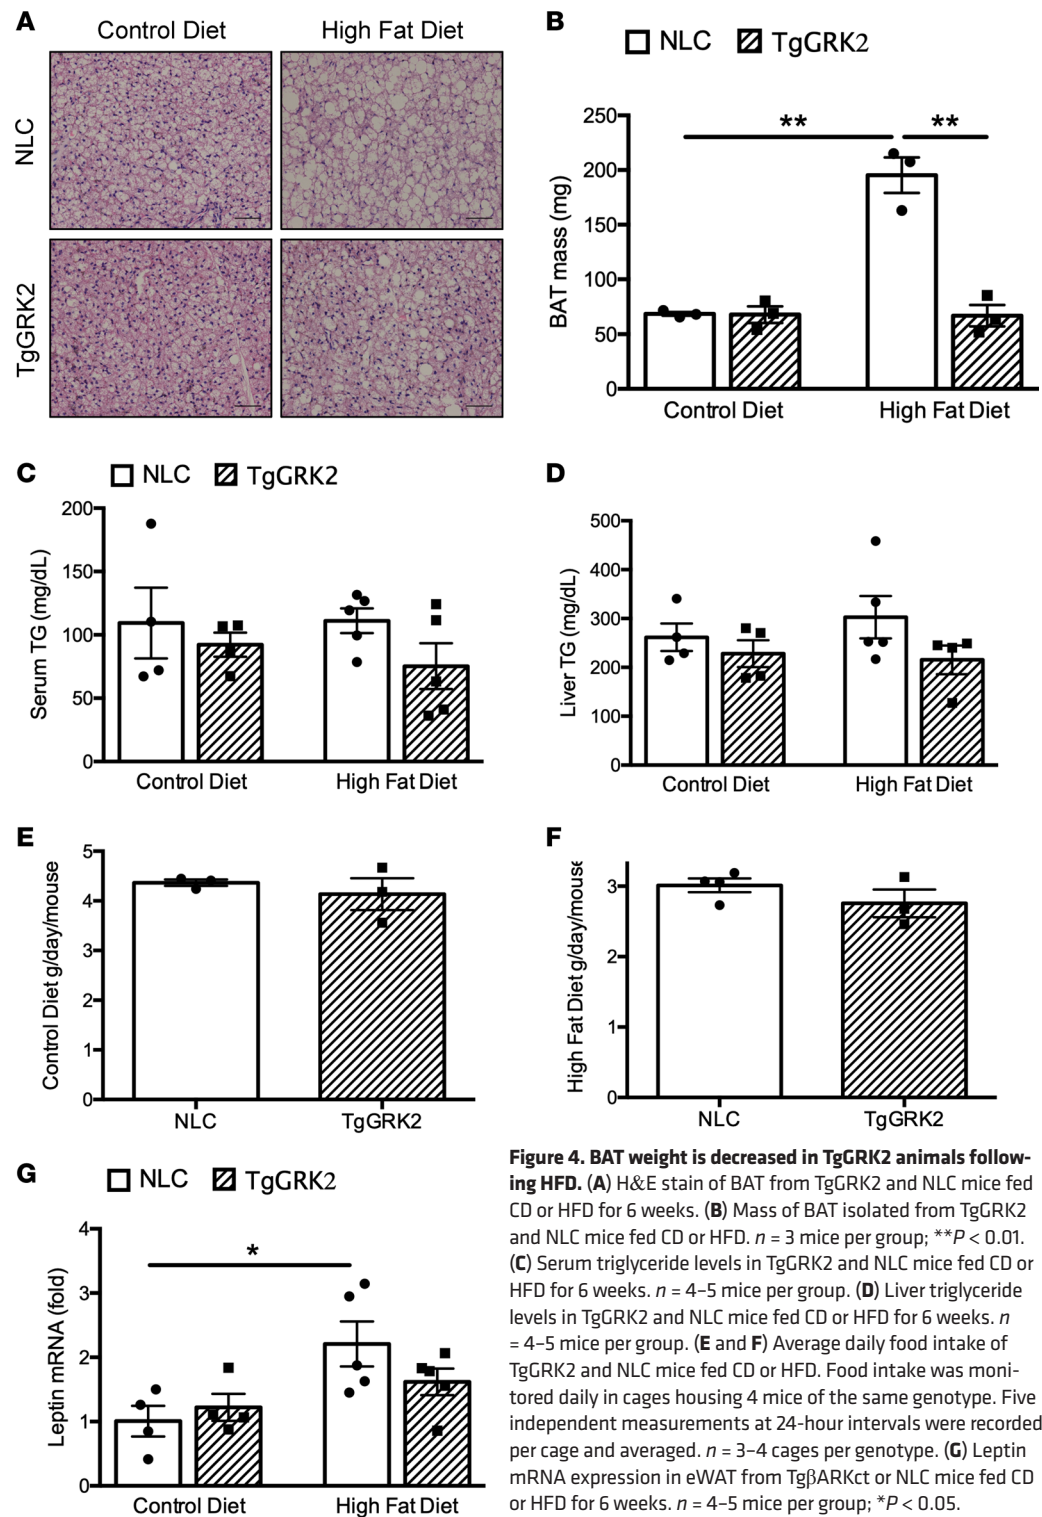 A
Control Diet
High Fat Diet
NLC
TgGRK2
B
NLC
TgGRK2
BAT mass (mg)
250
200
150
100
50
0
**
**
Control Diet
High Fat Diet
C
NLC
TgGRK2
Serum TG (mg/dL)
200
150
100
50
0
Control Diet
High Fat Diet
D
Liver TG (mg/dL)
500
400
300
200
100
0
Control Diet
High Fat Diet
E
Control Diet g/day/mouse
5
4
3
2
1
0
NLC
TgGRK2
F
High Fat Diet g/day/mouse
3
2
1
0
NLC
TgGRK2
G
NLC
TgGRK2
Leptin mRNA (fold)
4
3
2
1
0
*
Control Diet
High Fat Diet
Figure 4. BAT weight is decreased in TgGRK2 animals follow-
ing HFD. (A) H&E stain of BAT from TgGRK2 and NLC mice fed
CD or HFD for 6 weeks. (B) Mass of BAT isolated from TgGRK2
and NLC mice fed CD or HFD. n = 3 mice per group; **P < 0.01.
(C) Serum triglyceride levels in TgGRK2 and NLC mice fed CD or
HFD for 6 weeks. n = 4–5 mice per group. (D) Liver triglyceride
levels in TgGRK2 and NLC mice fed CD or HFD for 6 weeks. n
= 4–5 mice per group. (E and F) Average daily food intake of
TgGRK2 and NLC mice fed CD or HFD. Food intake was moni-
tored daily in cages housing 4 mice of the same genotype. Five
independent measurements at 24-hour intervals were recorded
per cage and averaged. n = 3–4 cages per genotype. (G) Leptin
mRNA expression in eWAT from TgβARKct or NLC mice fed CD
or HFD for 6 weeks. n = 4–5 mice per group; *P < 0.05.